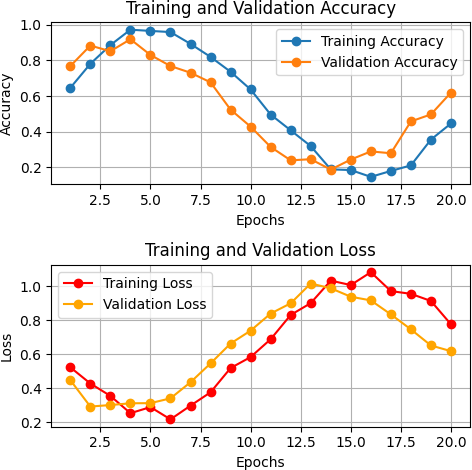 Training and Validation Accuracy
1.0
0.8
0.6
0.4
0.2
Accuracy
Training Accuracy
Validation Accuracy
2.5 5.0 7.5 10.0 12.5 15.0 17.5 20.0
Epochs
Training and Validation Loss
1.0
0.8
0.6
0.4
0.2
Loss
Training Loss
Validation Loss
2.5 5.0 7.5 10.0 12.5 15.0 17.5 20.0
Epochs